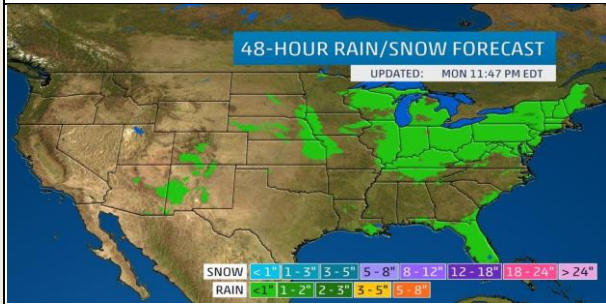 48-HOUR RAIN/SNOW FORECAST
UPDATED: MON 11:47 PM EDT
SNOW <1" 1 - 3" 3 - 5" 5 - 8" 8 - 12" 12 - 18" 18 - 24" > 24"
RAIN <1" 1 - 2" 2 - 3" 3 - 5" 5 - 8"